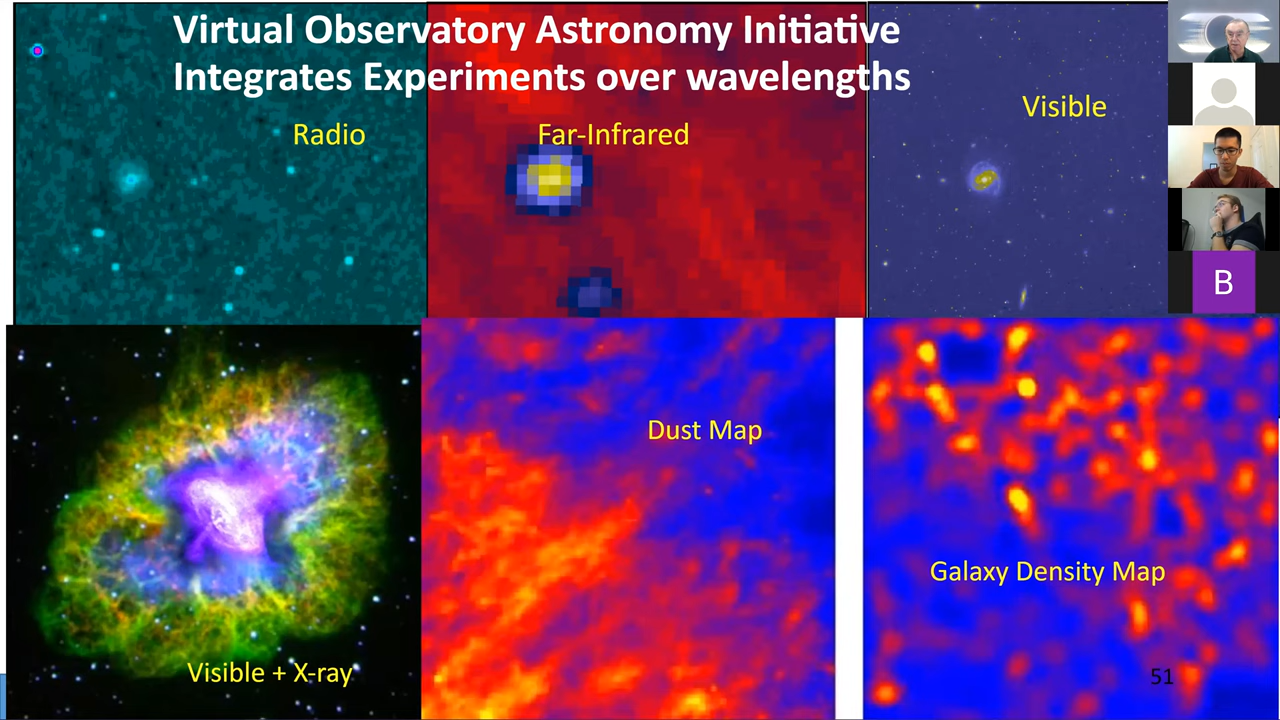 Virtual Observatory Astronomy Initiative
Integrates Experiments over wavelengths
Radio
Far-Infrared
Visible
B
Dust Map
Galaxy Density Map
Visible + X-ray
51